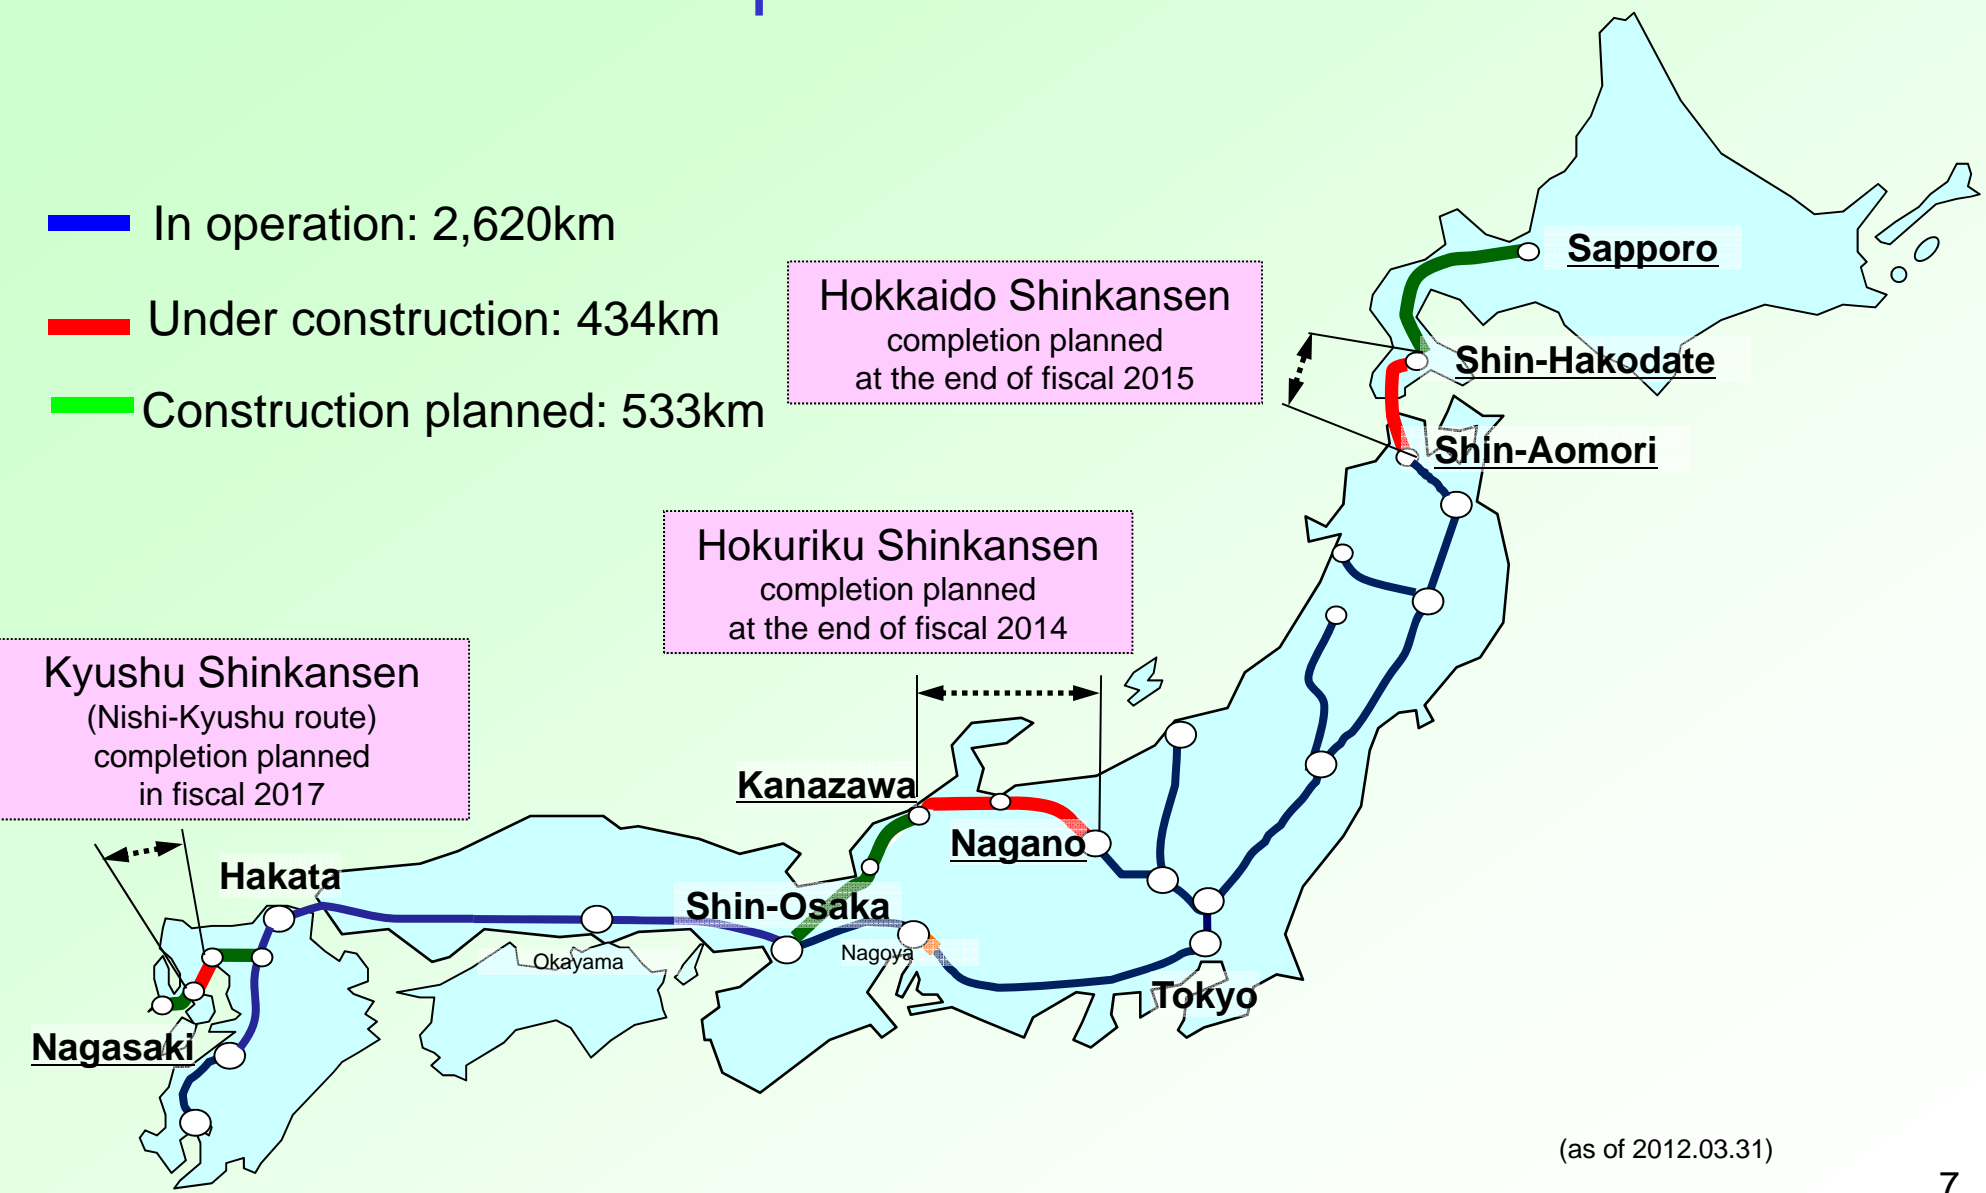 In operation: 2,620km
Under construction: 434km
Construction planned: 533km
Hokkaido Shinkansen
completion planned
at the end of fiscal 2015
Sapporo
Shin-Hakodate
Shin-Aomori
Hokuriku Shinkansen
completion planned
at the end of fiscal 2014
Kyushu Shinkansen
(Nishi-Kyushu route)
completion planned
in fiscal 2017
Kanazawa
Nagano
Hakata
Shin-Osaka
Nagoya
Okayama
Tokyo
Nagasaki
(as of 2012.03.31)
7